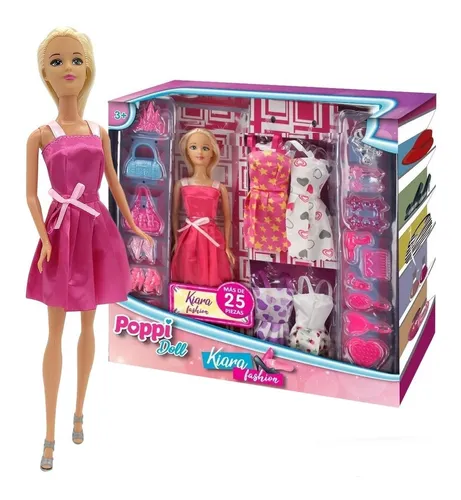 3+
Kiara
fashion
MÁS DE
25
PIEZAS
Poppi
Doll
Kiara
fashion